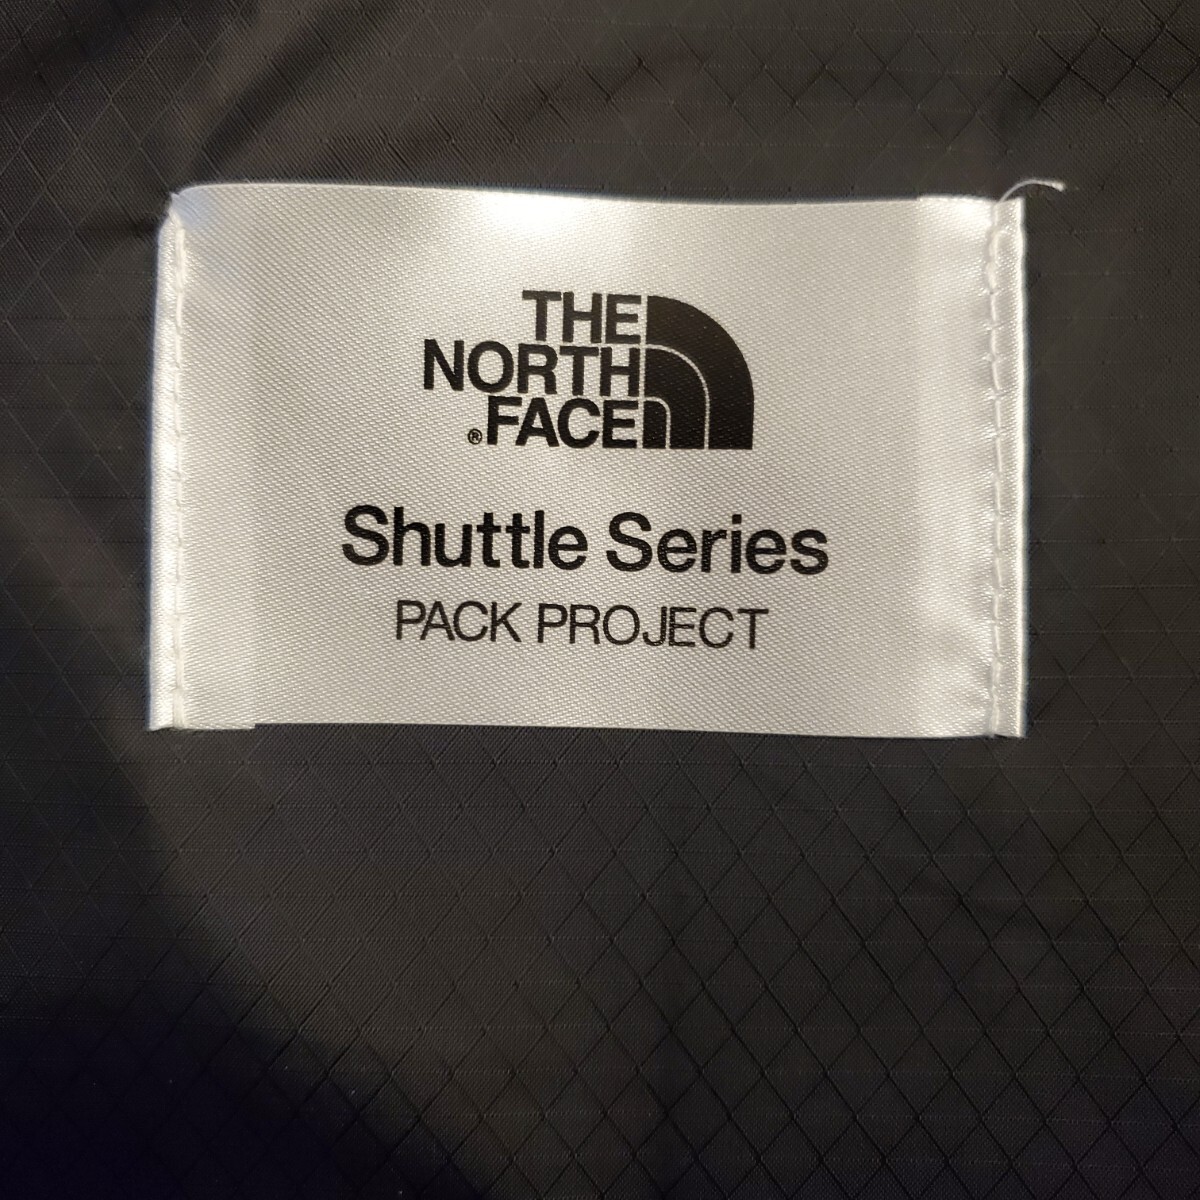 THE
NORTH
®FACE
Shuttle Series
PACK PROJECT